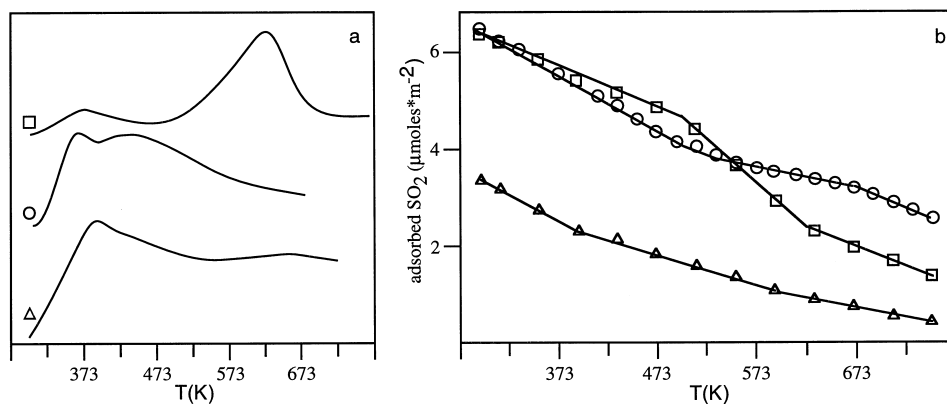 a
373 473 573 673
T(K)
b
adsorbed SO2 (μmoles*m-2)
6
4
2
373 473 573 673
T(K)